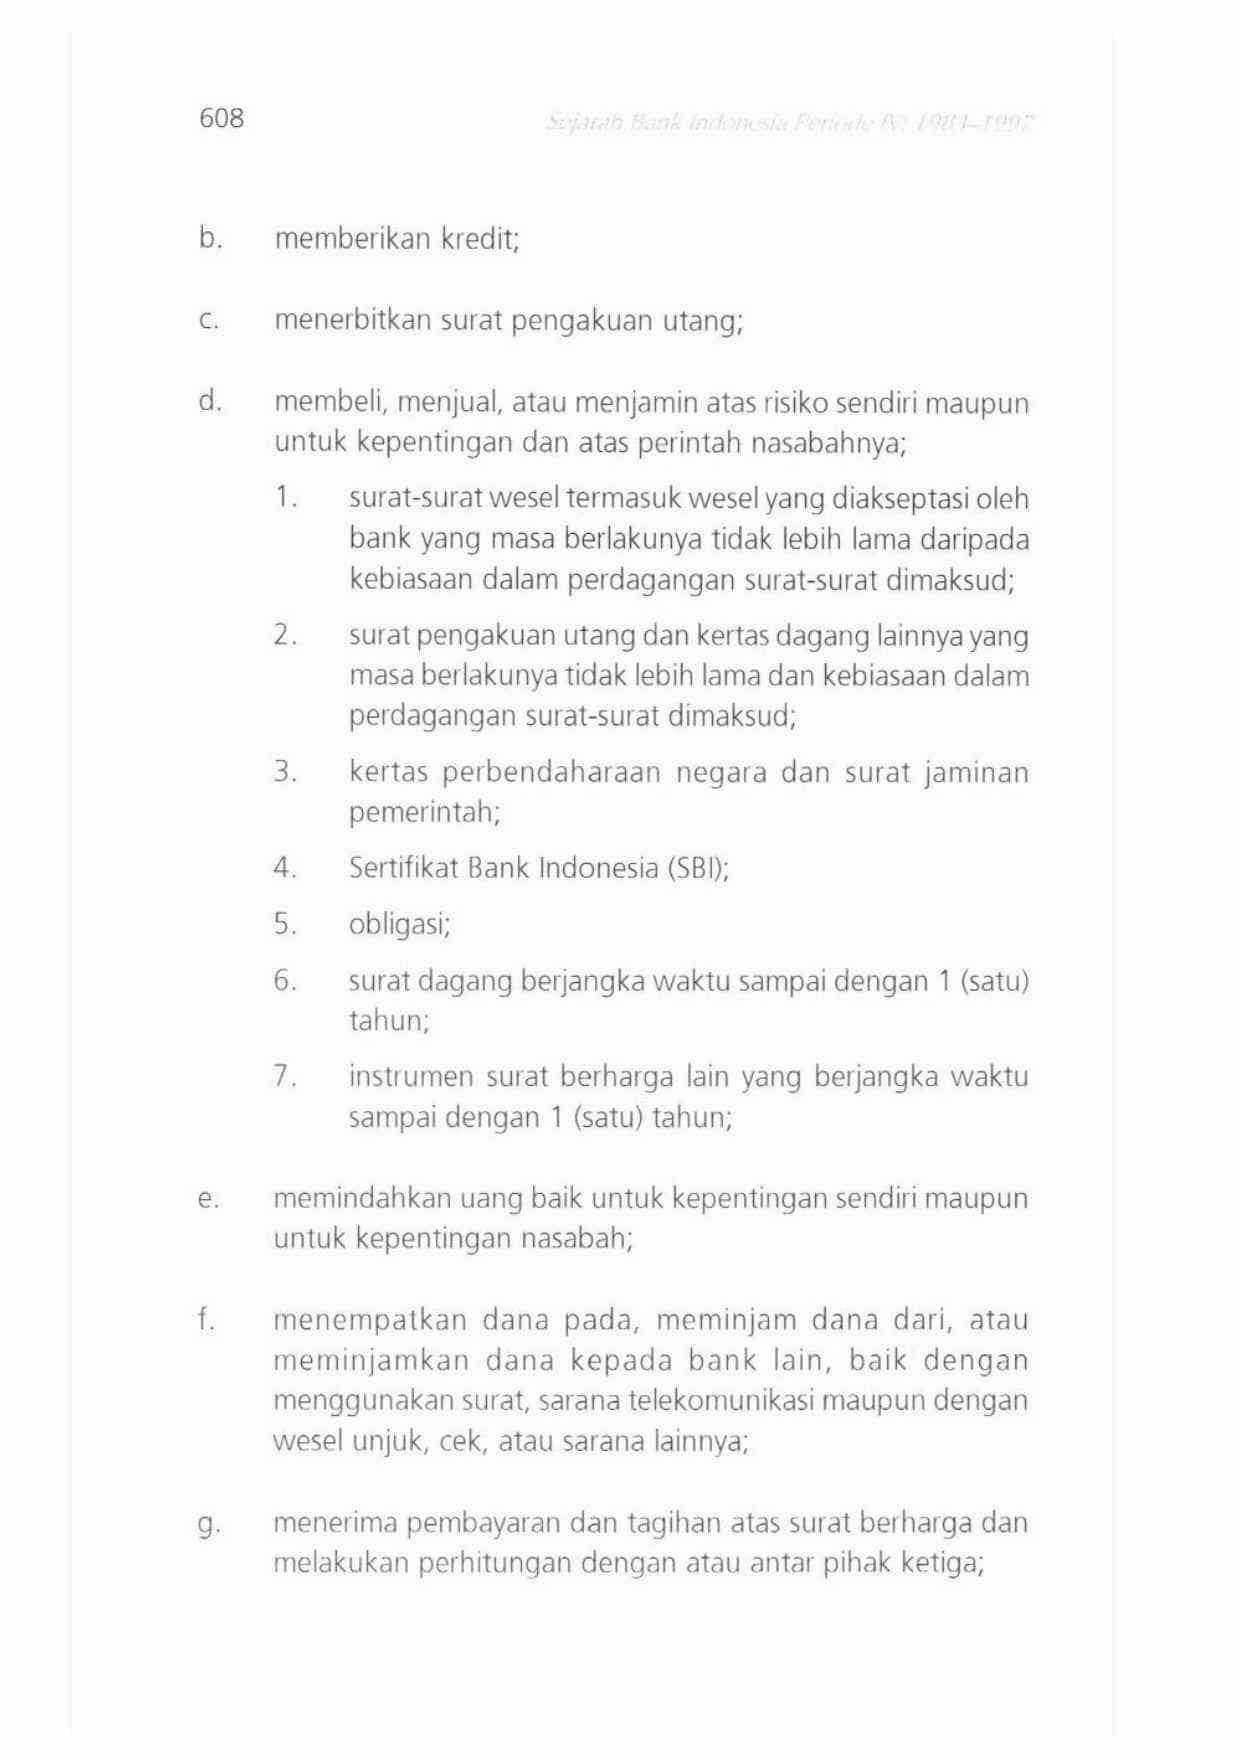 608
Sejarah Bank Indonesia Periode IV: 1984–1997
b. memberikan kredit;
c. menerbitkan surat pengakuan utang;
d. membeli, menjual, atau menjamin atas risiko sendiri maupun
untuk kepentingan dan atas perintah nasabahnya;
1. surat-surat wesel termasuk wesel yang diakseptasi oleh
bank yang masa berlakunya tidak lebih lama daripada
kebiasaan dalam perdagangan surat-surat dimaksud;
2. surat pengakuan utang dan kertas dagang lainnya yang
masa berlakunya tidak lebih lama dan kebiasaan dalam
perdagangan surat-surat dimaksud;
3. kertas perbendaharaan negara dan surat jaminan
pemerintah;
4. Sertifikat Bank Indonesia (SBI);
5. obligasi;
6. surat dagang berjangka waktu sampai dengan 1 (satu)
tahun;
7. instrumen surat berharga lain yang berjangka waktu
sampai dengan 1 (satu) tahun;
e. memindahkan uang baik untuk kepentingan sendiri maupun
untuk kepentingan nasabah;
f. menempatkan dana pada, meminjam dana dari, atau
meminjamkan dana kepada bank lain, baik dengan
menggunakan surat, sarana telekomunikasi maupun dengan
wesel unjuk, cek, atau sarana lainnya;
g. menerima pembayaran dan tagihan atas surat berharga dan
melakukan perhitungan dengan atau antar pihak ketiga;